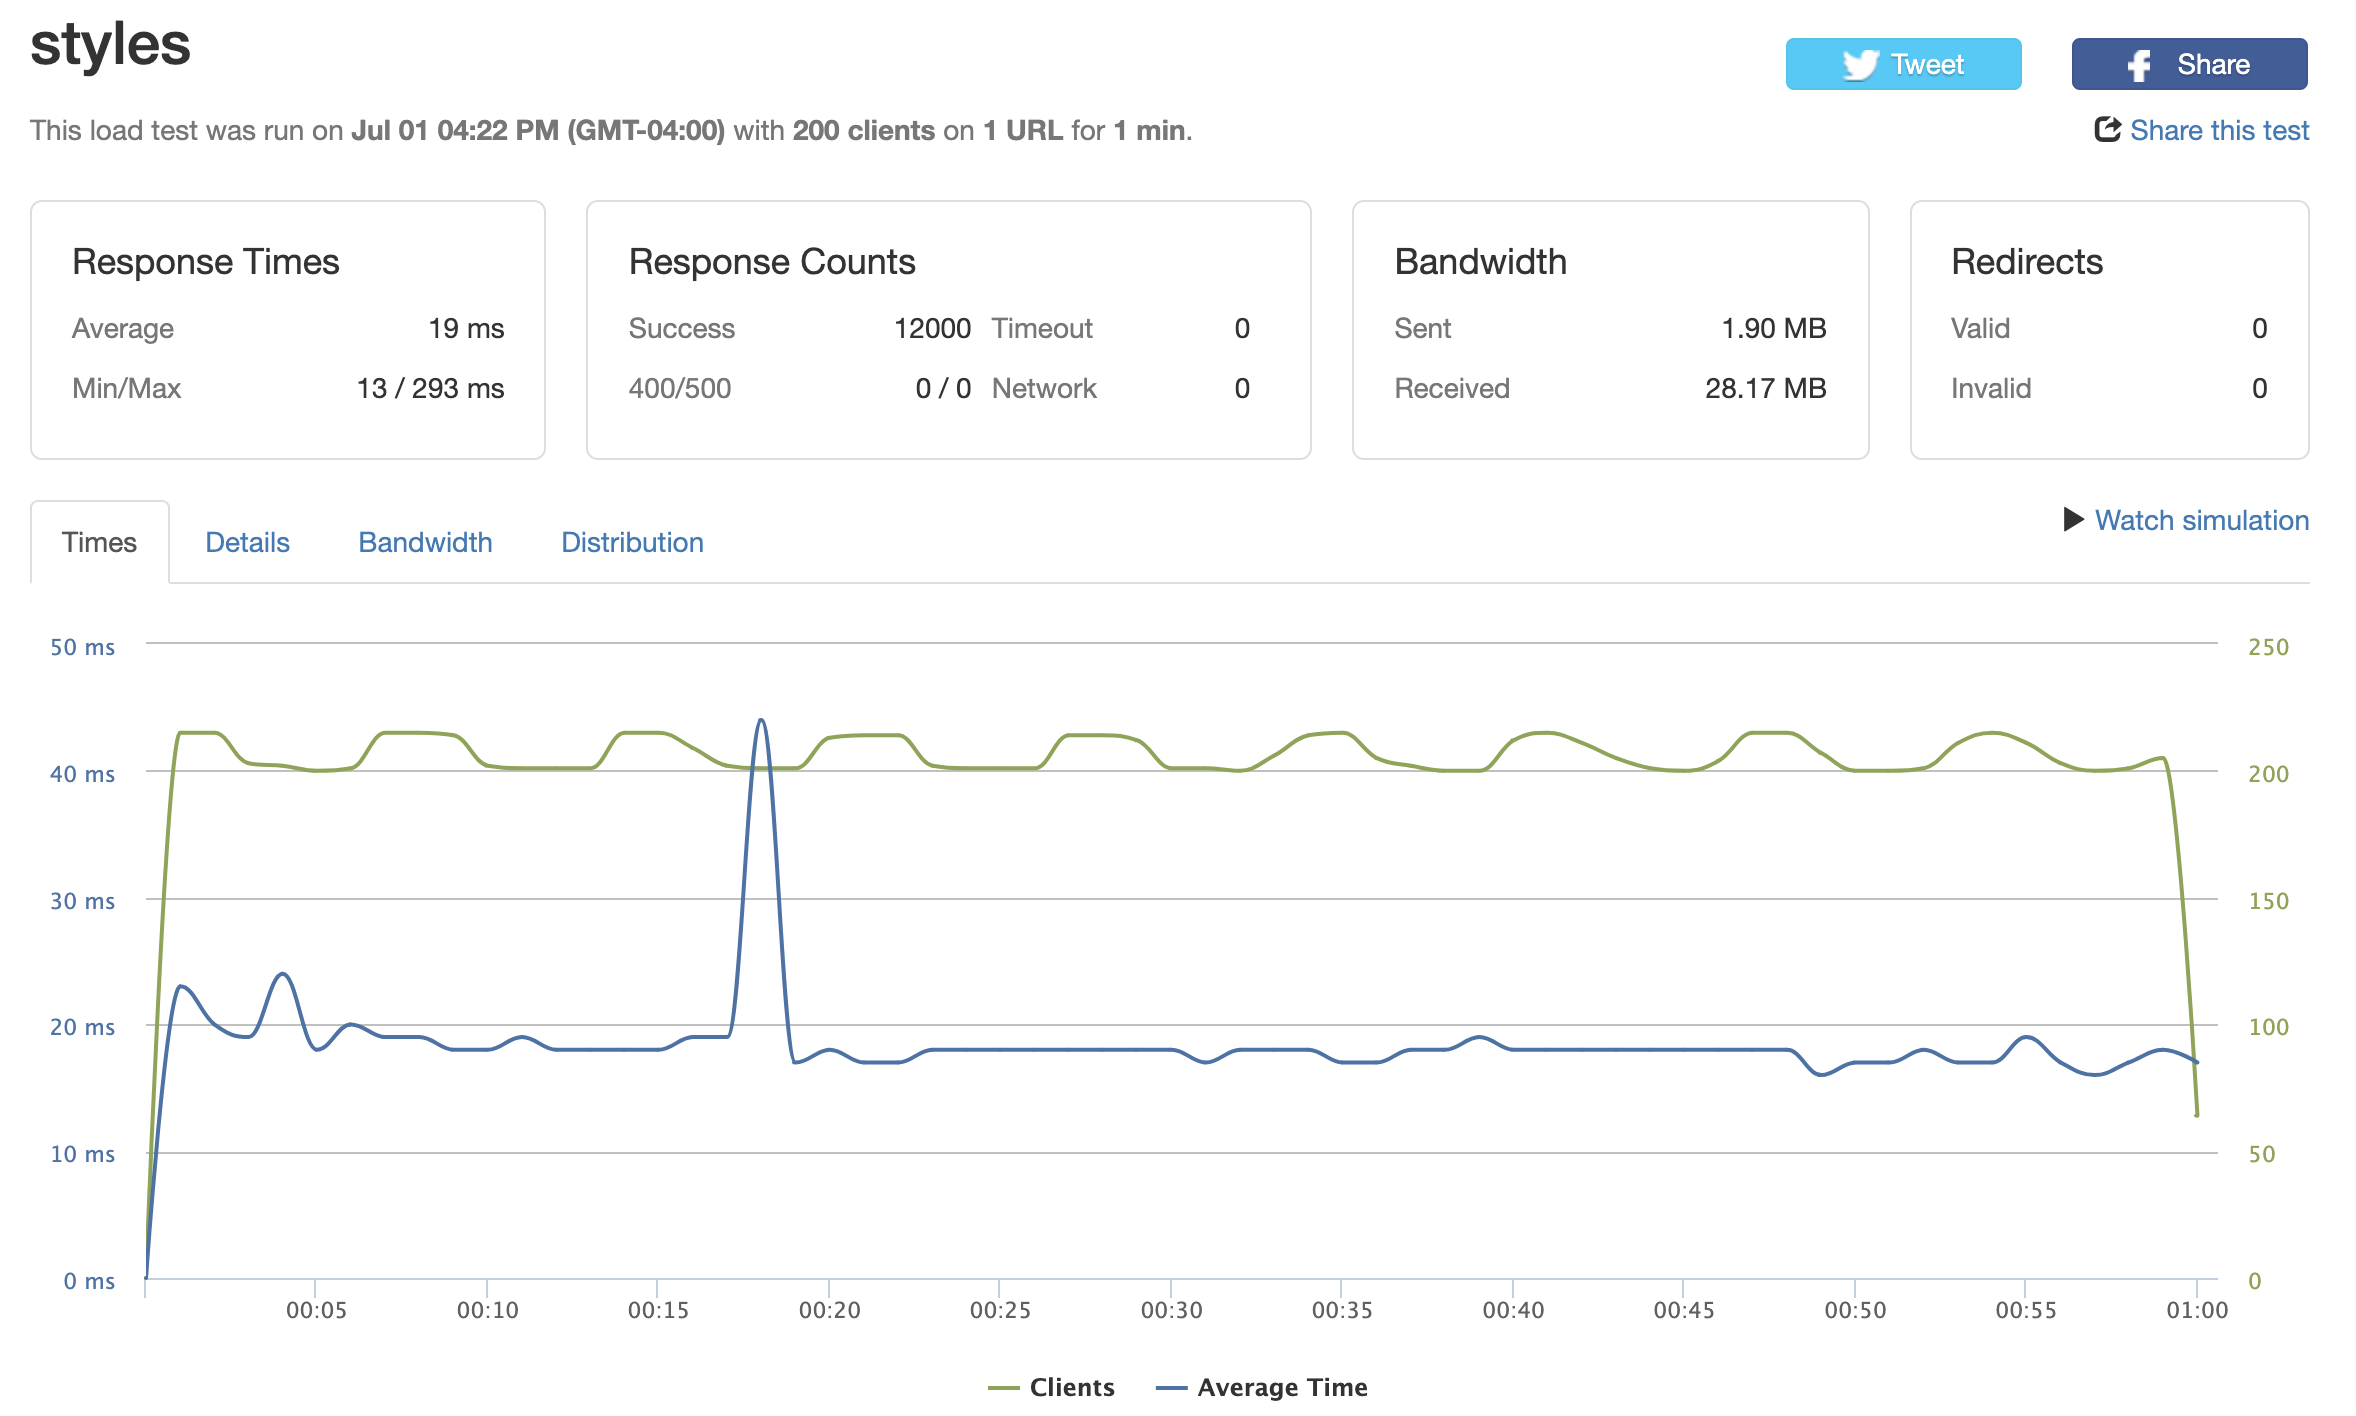 styles
Tweet
Share
This load test was run on Jul 01 04:22 PM (GMT-04:00) with 200 clients on 1 URL for 1 min.
Share this test
Response Times
Average 19 ms
Min/Max 13 / 293 ms
Response Counts
Success 12000 Timeout 0
400/500 0 / 0 Network 0
Bandwidth
Sent 1.90 MB
Received 28.17 MB
Redirects
Valid 0
Invalid 0
Times Details Bandwidth Distribution
Watch simulation
50 ms 250
40 ms 200
30 ms 150
20 ms 100
10 ms 50
0 ms 0
00:05 00:10 00:15 00:20 00:25 00:30 00:35 00:40 00:45 00:50 00:55 01:00
Clients Average Time